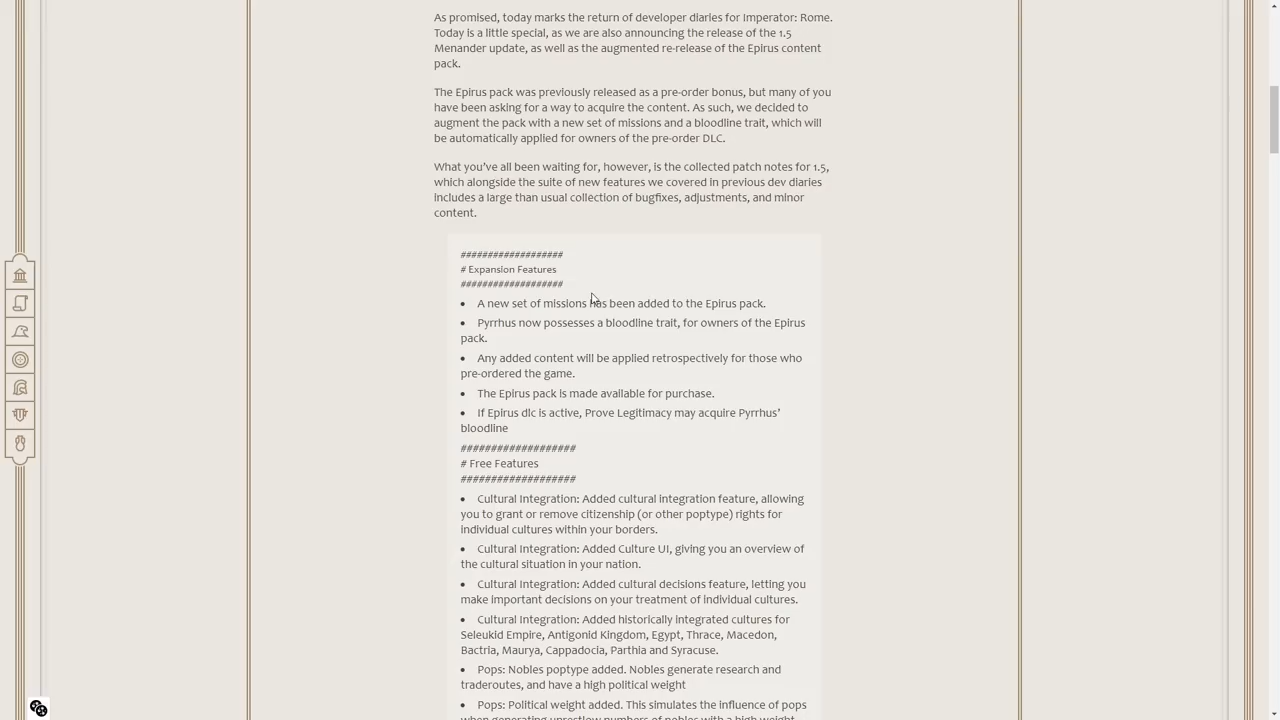 As promised, today marks the return of developer diaries for Imperator: Rome.
Today is a little special, as we are also announcing the release of the 1.5
Menander update, as well as the augmented re-release of the Epirus content
pack.
The Epirus pack was previously released as a pre-order bonus, but many of you
have been asking for a way to acquire the content. As such, we decided to
augment the pack with a new set of missions and a bloodline trait, which will
be automatically applied for owners of the pre-order DLC.
What you've all been waiting for, however, is the collected patch notes for 1.5,
which alongside the suite of new features we covered in previous dev diaries
includes a large than usual collection of bugfixes, adjustments, and minor
content.
###################
# Expansion Features
###################
• A new set of missions has been added to the Epirus pack.
• Pyrrhus now possesses a bloodline trait, for owners of the Epirus
pack.
• Any added content will be applied retrospectively for those who
pre-ordered the game.
• The Epirus pack is made available for purchase.
• If Epirus dlc is active, Prove Legitimacy may acquire Pyrrhus'
bloodline
###################
# Free Features
###################
• Cultural Integration: Added cultural integration feature, allowing
you to grant or remove citizenship (or other poptype) rights for
individual cultures within your borders.
• Cultural Integration: Added Culture UI, giving you an overview of
the cultural situation in your nation.
• Cultural Integration: Added cultural decisions feature, letting you
make important decisions on your treatment of individual cultures.
• Cultural Integration: Added historically integrated cultures for
Seleukid Empire, Antigonid Kingdom, Egypt, Thrace, Macedon,
Bactria, Maurya, Cappadocia, Parthia and Syracuse.
• Pops: Nobles poptype added. Nobles generate research and
traderoutes, and have a high political weight
• Pops: Political weight added. This simulates the influence of pops
when generating unrest(low numbers of nobles with a high weight